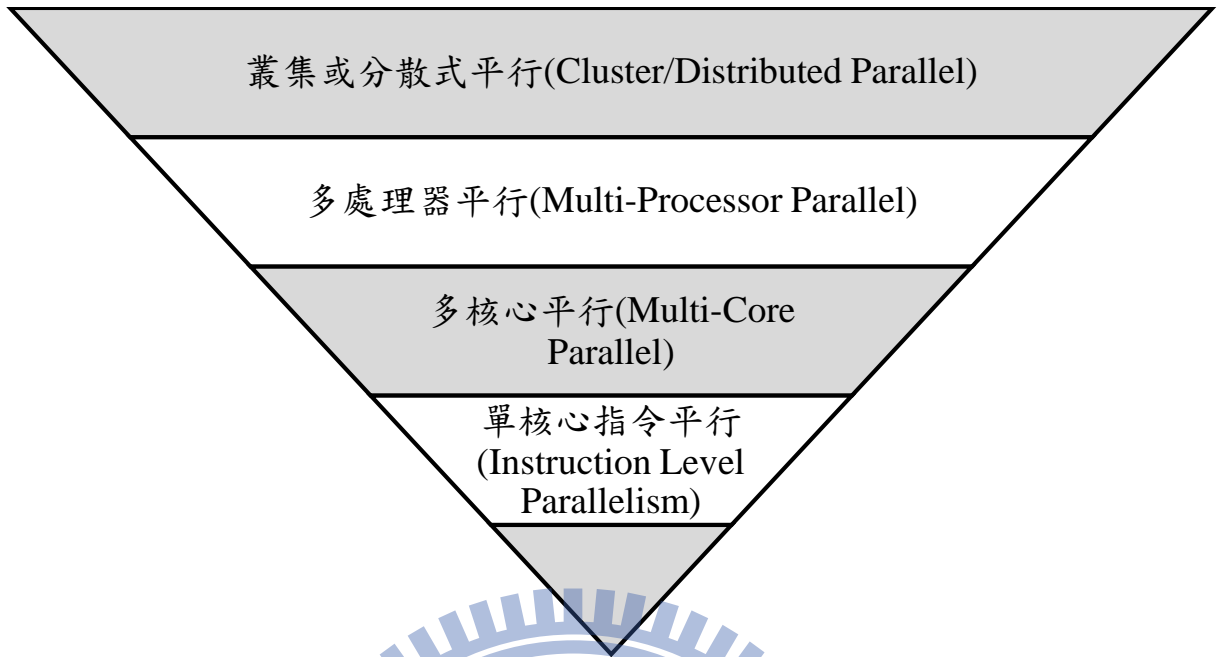 叢集或分散式平行(Cluster/Distributed Parallel)
多處理器平行(Multi-Processor Parallel)
多核心平行(Multi-Core
Parallel)
單核心指令平行
(Instruction Level
Parallelism)